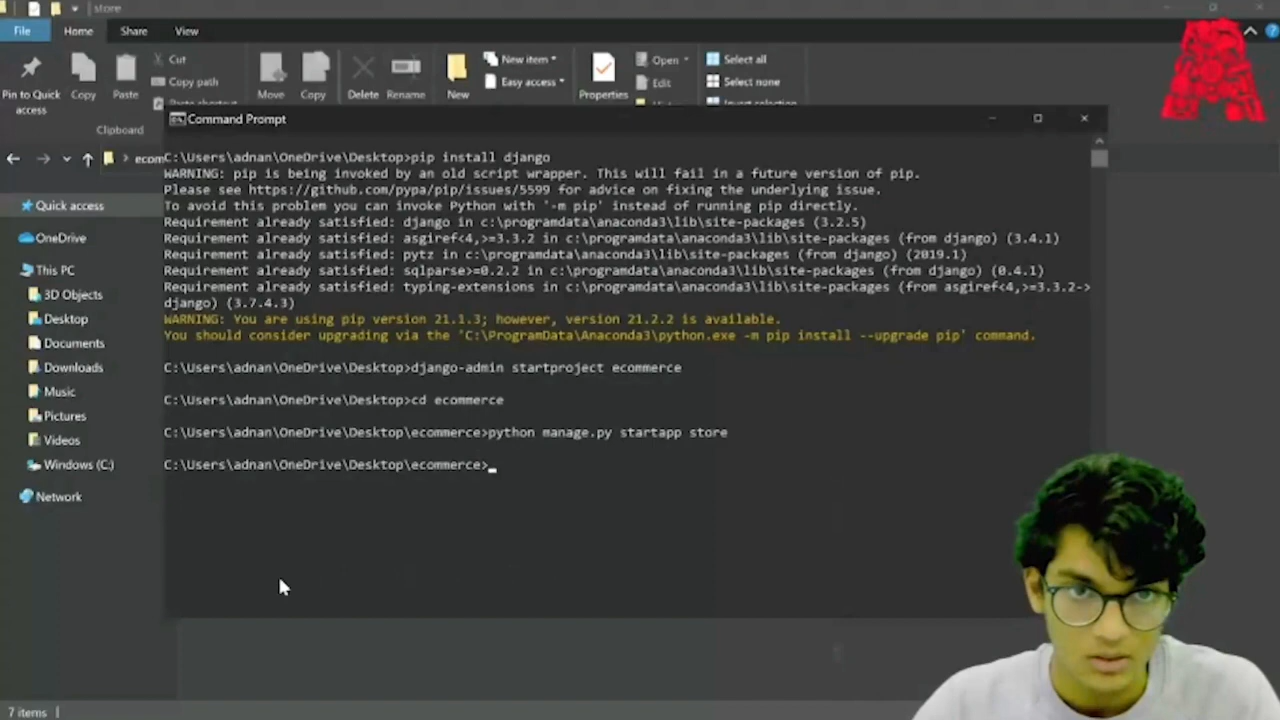 store
File
Home
Share
View
Pin to Quick access
Copy
Paste
Cut
Copy path
Paste shortcut
Clipboard
Move
Copy
Delete
Rename
New
New item
Easy access
Properties
Open
Edit
Select all
Select none
Invert selection
ecom
Quick access
OneDrive
This PC
3D Objects
Desktop
Documents
Downloads
Music
Pictures
Videos
Windows (C:)
Network
7 items
Command Prompt
C:\Users\adnan\OneDrive\Desktop>pip install django
WARNING: pip is being invoked by an old script wrapper. This will fail in a future version of pip.
Please see https://github.com/pypa/pip/issues/5599 for advice on fixing the underlying issue.
To avoid this problem you can invoke Python with '-m pip' instead of running pip directly.
Requirement already satisfied: django in c:\programdata\anaconda3\lib\site-packages (3.2.5)
Requirement already satisfied: asgiref<4,>=3.3.2 in c:\programdata\anaconda3\lib\site-packages (from django) (3.4.1)
Requirement already satisfied: pytz in c:\programdata\anaconda3\lib\site-packages (from django) (2019.1)
Requirement already satisfied: sqlparse>=0.2.2 in c:\programdata\anaconda3\lib\site-packages (from django) (0.4.1)
Requirement already satisfied: typing-extensions in c:\programdata\anaconda3\lib\site-packages (from asgiref<4,>=3.3.2->
django) (3.7.4.3)
WARNING: You are using pip version 21.1.3; however, version 21.2.2 is available.
You should consider upgrading via the 'C:\ProgramData\Anaconda3\python.exe -m pip install --upgrade pip' command.
C:\Users\adnan\OneDrive\Desktop>django-admin startproject ecommerce
C:\Users\adnan\OneDrive\Desktop>cd ecommerce
C:\Users\adnan\OneDrive\Desktop\ecommerce>python manage.py startapp store
C:\Users\adnan\OneDrive\Desktop\ecommerce>_